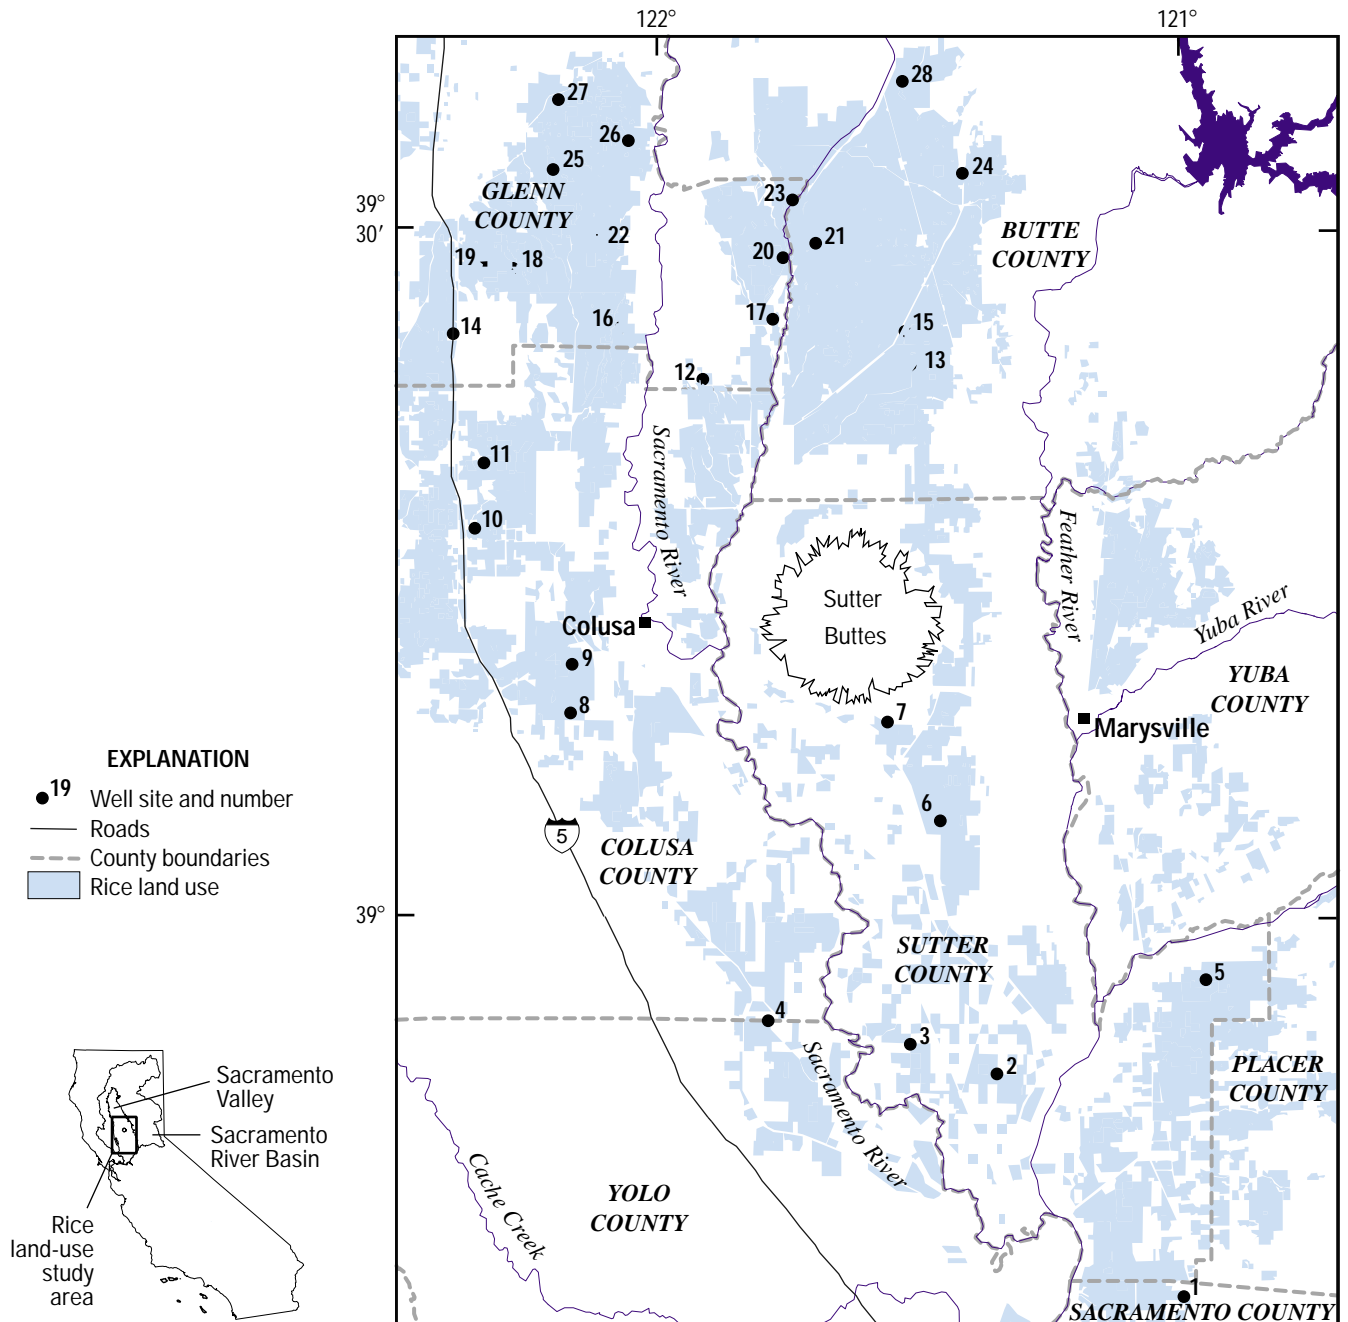 122°
121°
28
27
26
25
24
GLENN
COUNTY
23
39°
30'
22
21
BUTTE
COUNTY
20
19
18
17
16
15
14
13
12
Sacramento River
11
10
Feather River
Sutter
Buttes
Yuba River
Colusa
9
YUBA
COUNTY
8
7
Marysville
EXPLANATION
19 Well site and number
Roads
County boundaries
Rice land use
6
5
COLUSA
COUNTY
39°
SUTTER
COUNTY
5
4
3
2
Sacramento River
PLACER
COUNTY
Sacramento
Valley
Sacramento
River Basin
Rice
land-use
study
area
Cache Creek
YOLO
COUNTY
1
SACRAMENTO COUNTY